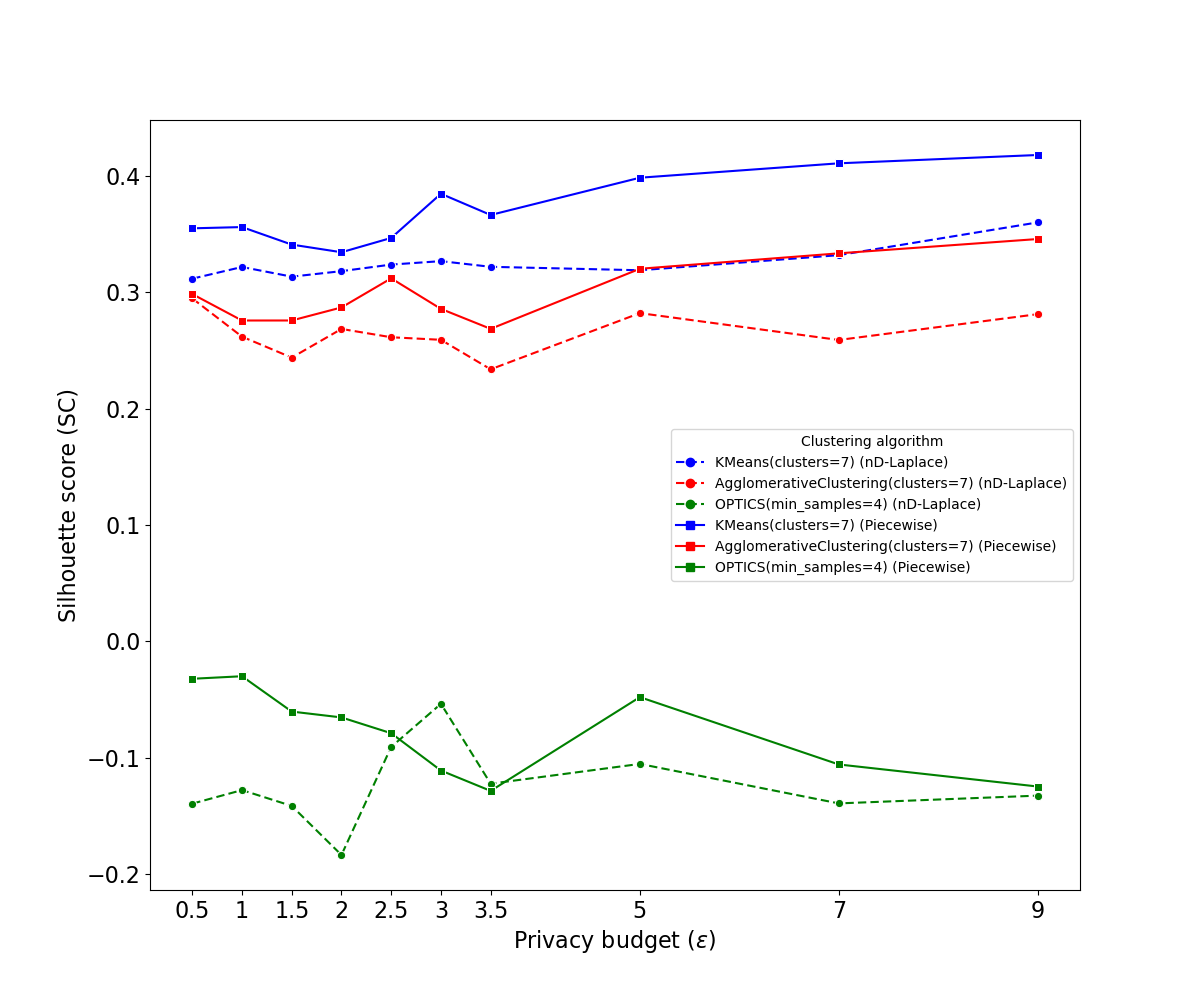 0.4
0.3
0.2
0.1
0.0
−0.1
−0.2
Silhouette score (SC)
Clustering algorithm
KMeans(clusters=7) (nD-Laplace)
AgglomerativeClustering(clusters=7) (nD-Laplace)
OPTICS(min_samples=4) (nD-Laplace)
KMeans(clusters=7) (Piecewise)
AgglomerativeClustering(clusters=7) (Piecewise)
OPTICS(min_samples=4) (Piecewise)
0.5 1 1.5 2 2.5 3 3.5 5 7 9
Privacy budget (ε)